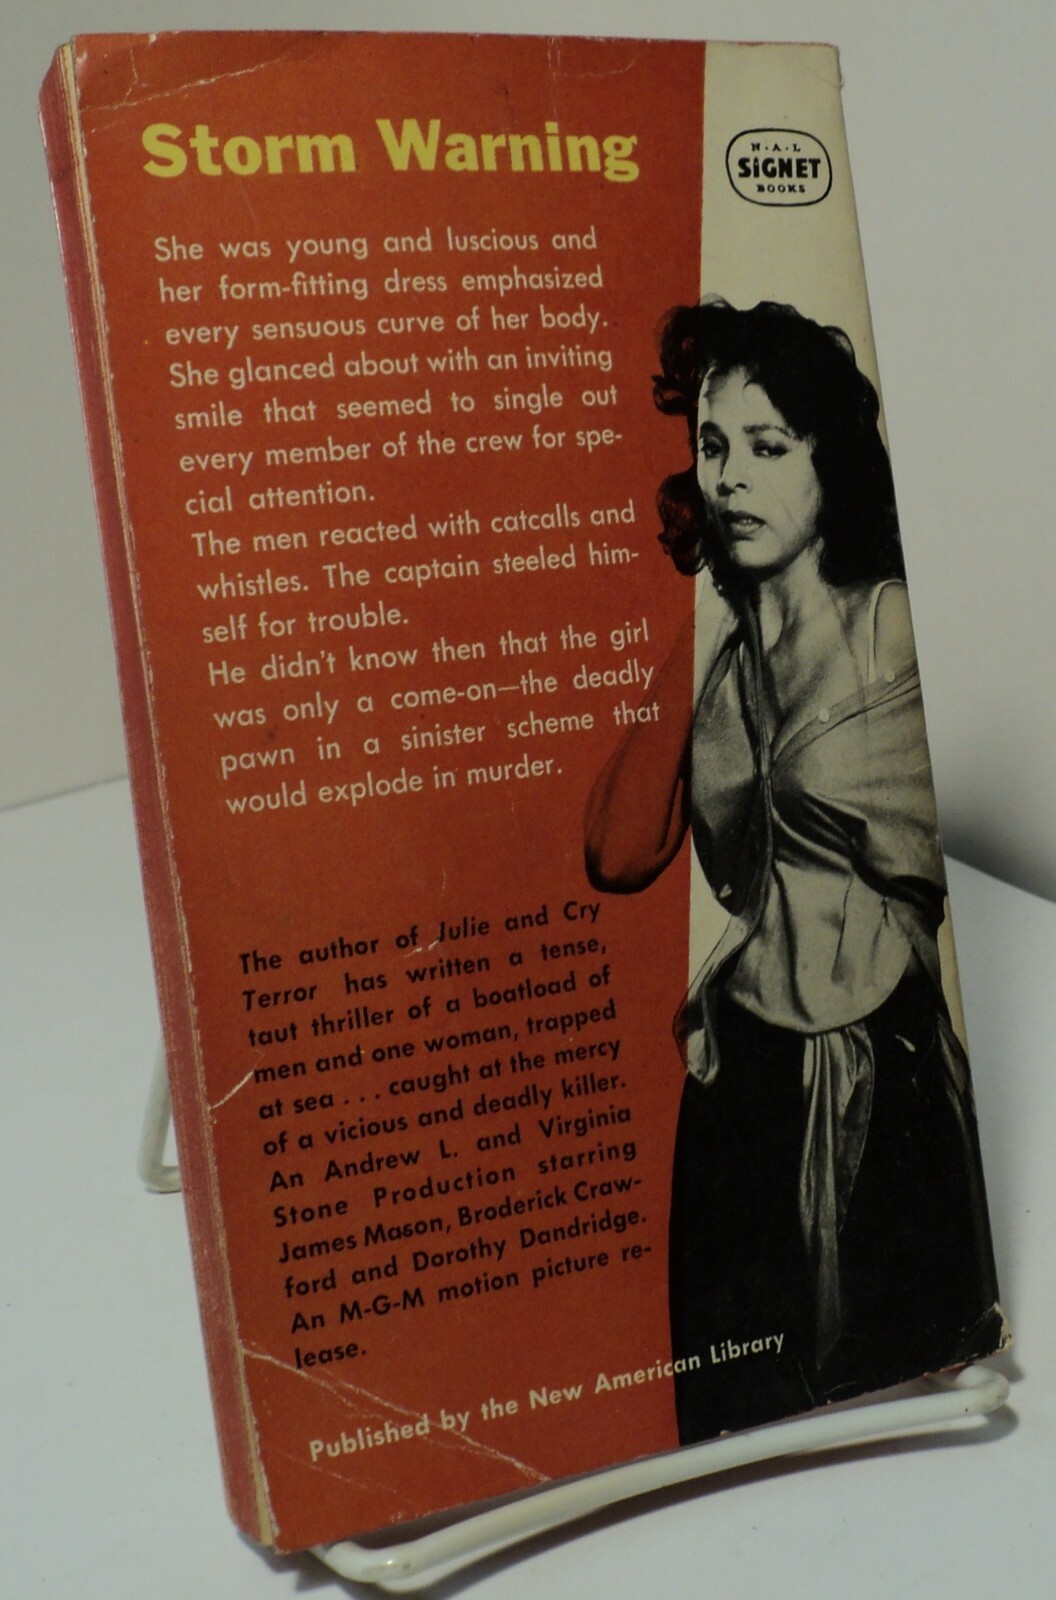 Storm Warning
N·A·L
SIGNET
BOOKS
She was young and luscious and
her form-fitting dress emphasized
every sensuous curve of her body.
She glanced about with an inviting
smile that seemed to single out
every member of the crew for spe-
cial attention.
The men reacted with catcalls and
whistles. The captain steeled him-
self for trouble.
He didn't know then that the girl
was only a come-on—the deadly
pawn in a sinister scheme that
would explode in murder.
The author of Julie and Cry
Terror has written a tense,
taut thriller of a boatload of
men and one woman, trapped
at sea . . . caught at the mercy
of a vicious and deadly killer.
An Andrew L. and Virginia
Stone Production starring
James Mason, Broderick Craw-
ford and Dorothy Dandridge.
An M-G-M motion picture re-
lease.
Published by the New American Library